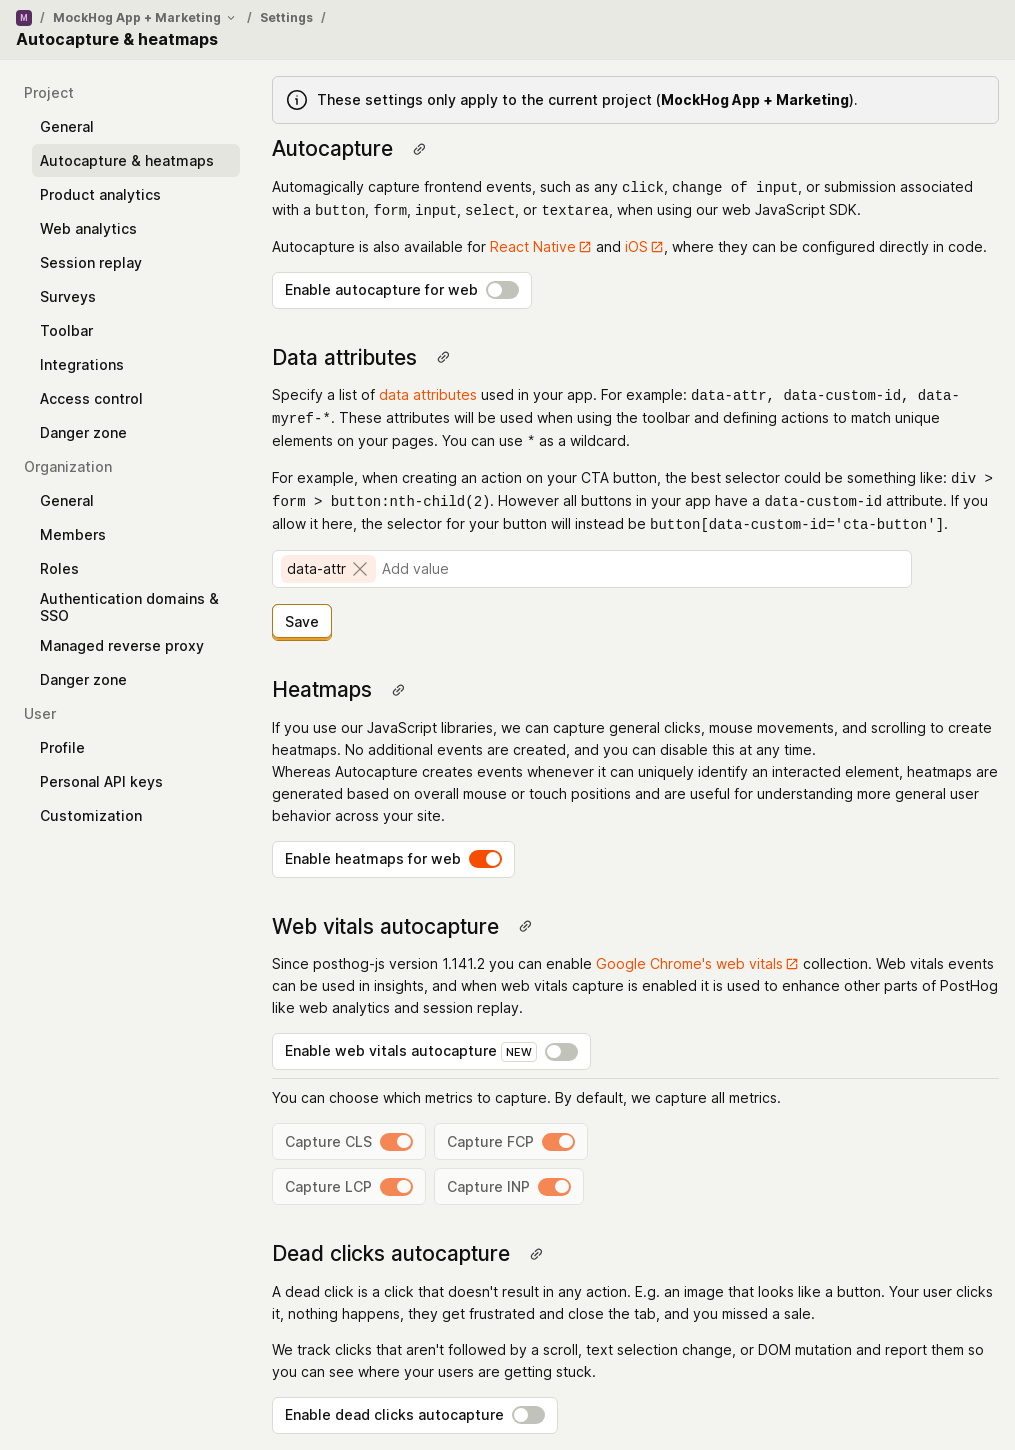 M / MockHog App + Marketing / Settings /
Autocapture & heatmaps
Project
General
Autocapture & heatmaps
Product analytics
Web analytics
Session replay
Surveys
Toolbar
Integrations
Access control
Danger zone
Organization
General
Members
Roles
Authentication domains &
SSO
Managed reverse proxy
Danger zone
User
Profile
Personal API keys
Customization
These settings only apply to the current project (MockHog App + Marketing).
Autocapture
Automagically capture frontend events, such as any click, change of input, or submission associated
with a button, form, input, select, or textarea, when using our web JavaScript SDK.
Autocapture is also available for React Native and iOS, where they can be configured directly in code.
Enable autocapture for web
Data attributes
Specify a list of data attributes used in your app. For example: data-attr, data-custom-id, data-
myref-*. These attributes will be used when using the toolbar and defining actions to match unique
elements on your pages. You can use * as a wildcard.
For example, when creating an action on your CTA button, the best selector could be something like: div >
form > button:nth-child(2). However all buttons in your app have a data-custom-id attribute. If you
allow it here, the selector for your button will instead be button[data-custom-id='cta-button'].
data-attr Add value
Save
Heatmaps
If you use our JavaScript libraries, we can capture general clicks, mouse movements, and scrolling to create
heatmaps. No additional events are created, and you can disable this at any time.
Whereas Autocapture creates events whenever it can uniquely identify an interacted element, heatmaps are
generated based on overall mouse or touch positions and are useful for understanding more general user
behavior across your site.
Enable heatmaps for web
Web vitals autocapture
Since posthog-js version 1.141.2 you can enable Google Chrome's web vitals collection. Web vitals events
can be used in insights, and when web vitals capture is enabled it is used to enhance other parts of PostHog
like web analytics and session replay.
Enable web vitals autocapture NEW
You can choose which metrics to capture. By default, we capture all metrics.
Capture CLS Capture FCP
Capture LCP Capture INP
Dead clicks autocapture
A dead click is a click that doesn't result in any action. E.g. an image that looks like a button. Your user clicks
it, nothing happens, they get frustrated and close the tab, and you missed a sale.
We track clicks that aren't followed by a scroll, text selection change, or DOM mutation and report them so
you can see where your users are getting stuck.
Enable dead clicks autocapture